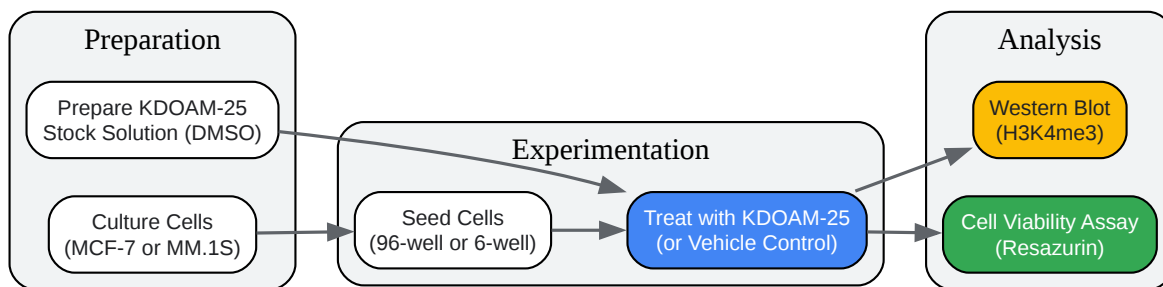 Preparation
Prepare KDOAM-25
Stock Solution (DMSO)
Culture Cells
(MCF-7 or MM.1S)
Experimentation
Seed Cells
(96-well or 6-well)
Treat with KDOAM-25
(or Vehicle Control)
Analysis
Western Blot
(H3K4me3)
Cell Viability Assay
(Resazurin)